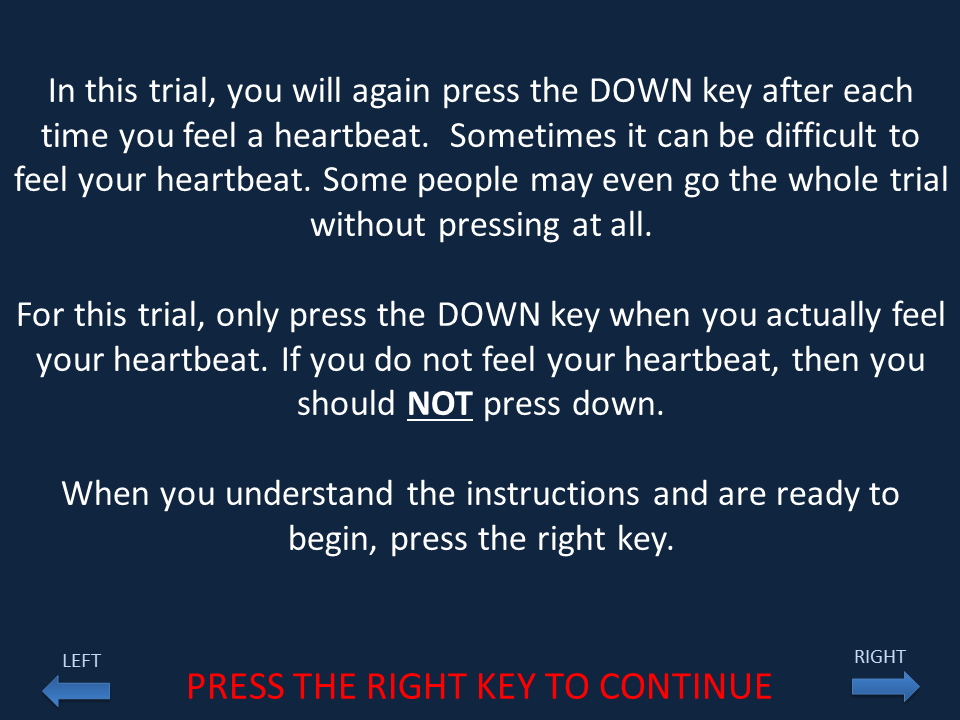 In this trial, you will again press the DOWN key after each
time you feel a heartbeat.  Sometimes it can be difficult to
feel your heartbeat. Some people may even go the whole trial
without pressing at all.
For this trial, only press the DOWN key when you actually feel
your heartbeat. If you do not feel your heartbeat, then you
should NOT press down.
When you understand the instructions and are ready to
begin, press the right key.
LEFT
PRESS THE RIGHT KEY TO CONTINUE
RIGHT